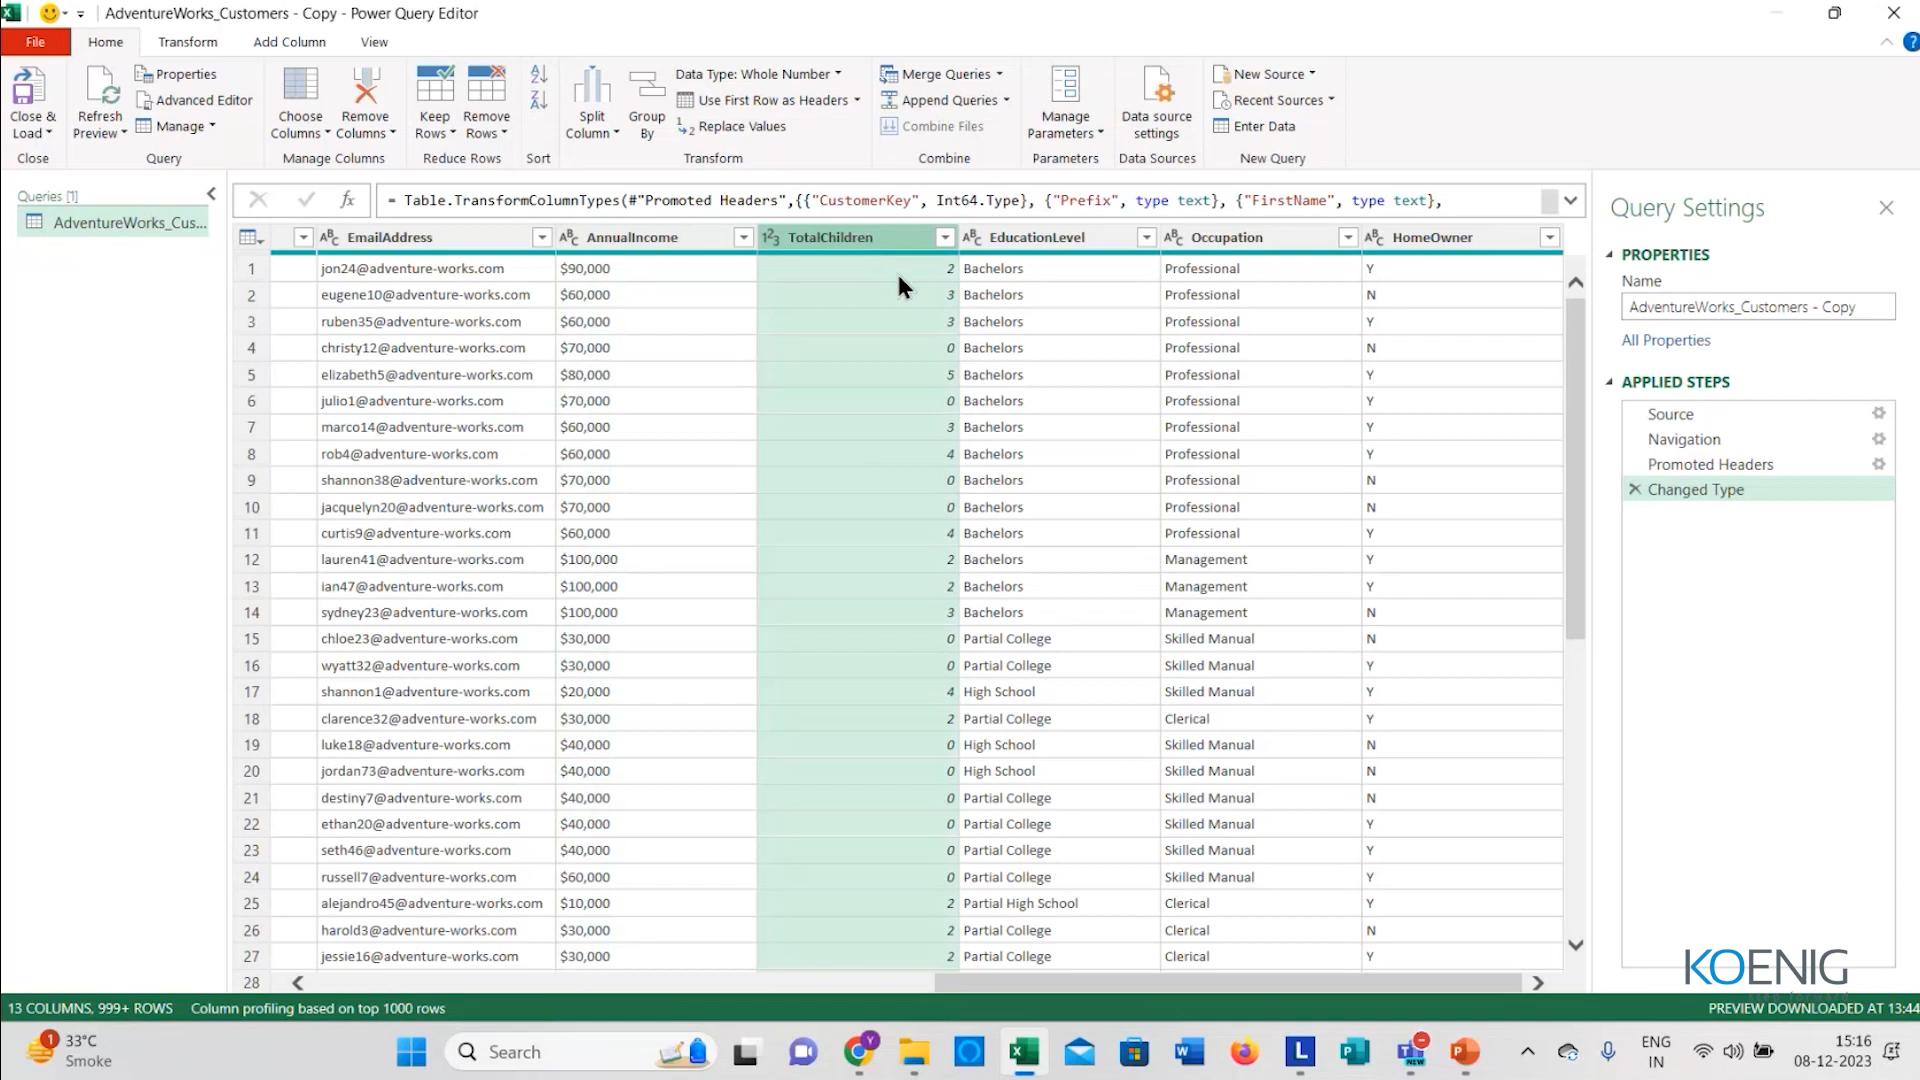 AdventureWorks_Customers - Copy - Power Query Editor
File Home Transform Add Column View
Close & Load
Close
Refresh Preview
Properties
Advanced Editor
Manage
Query
Choose Columns
Remove Columns
Manage Columns
Keep Rows
Remove Rows
Reduce Rows
Sort
Split Column
Group By
Data Type: Whole Number
Use First Row as Headers
Replace Values
Transform
Merge Queries
Append Queries
Combine Files
Combine
Manage Parameters
Parameters
Data source settings
Data Sources
New Source
Recent Sources
Enter Data
New Query
Queries [1]
AdventureWorks_Cus...
fx = Table.TransformColumnTypes(#"Promoted Headers",{{"CustomerKey", Int64.Type}, {"Prefix", type text}, {"FirstName", type text},
EmailAddress AnnualIncome TotalChildren EducationLevel Occupation HomeOwner
1 jon24@adventure-works.com $90,000 2 Bachelors Professional Y
2 eugene10@adventure-works.com $60,000 3 Bachelors Professional N
3 ruben35@adventure-works.com $60,000 3 Bachelors Professional Y
4 christy12@adventure-works.com $70,000 0 Bachelors Professional N
5 elizabeth5@adventure-works.com $80,000 5 Bachelors Professional Y
6 julio1@adventure-works.com $70,000 0 Bachelors Professional Y
7 marco14@adventure-works.com $60,000 3 Bachelors Professional Y
8 rob4@adventure-works.com $60,000 4 Bachelors Professional Y
9 shannon38@adventure-works.com $70,000 0 Bachelors Professional N
10 jacquelyn20@adventure-works.com $70,000 0 Bachelors Professional N
11 curtis9@adventure-works.com $60,000 4 Bachelors Professional Y
12 lauren41@adventure-works.com $100,000 2 Bachelors Management Y
13 ian47@adventure-works.com $100,000 2 Bachelors Management Y
14 sydney23@adventure-works.com $100,000 3 Bachelors Management N
15 chloe23@adventure-works.com $30,000 0 Partial College Skilled Manual N
16 wyatt32@adventure-works.com $30,000 0 Partial College Skilled Manual Y
17 shannon1@adventure-works.com $20,000 4 High School Skilled Manual Y
18 clarence32@adventure-works.com $30,000 2 Partial College Clerical Y
19 luke18@adventure-works.com $40,000 0 High School Skilled Manual N
20 jordan73@adventure-works.com $40,000 0 High School Skilled Manual N
21 destiny7@adventure-works.com $40,000 0 Partial College Skilled Manual N
22 ethan20@adventure-works.com $40,000 0 Partial College Skilled Manual Y
23 seth46@adventure-works.com $40,000 0 Partial College Skilled Manual Y
24 russell7@adventure-works.com $60,000 0 Partial College Skilled Manual Y
25 alejandro45@adventure-works.com $10,000 2 Partial High School Clerical Y
26 harold3@adventure-works.com $30,000 2 Partial College Clerical N
27 jessie16@adventure-works.com $30,000 2 Partial College Clerical Y
28
Query Settings
PROPERTIES
Name
AdventureWorks_Customers - Copy
All Properties
APPLIED STEPS
Source
Navigation
Promoted Headers
Changed Type
KOENIG
13 COLUMNS, 999+ ROWS Column profiling based on top 1000 rows PREVIEW DOWNLOADED AT 13:44
33°C
Smoke
Search
ENG
IN
15:16
08-12-2023